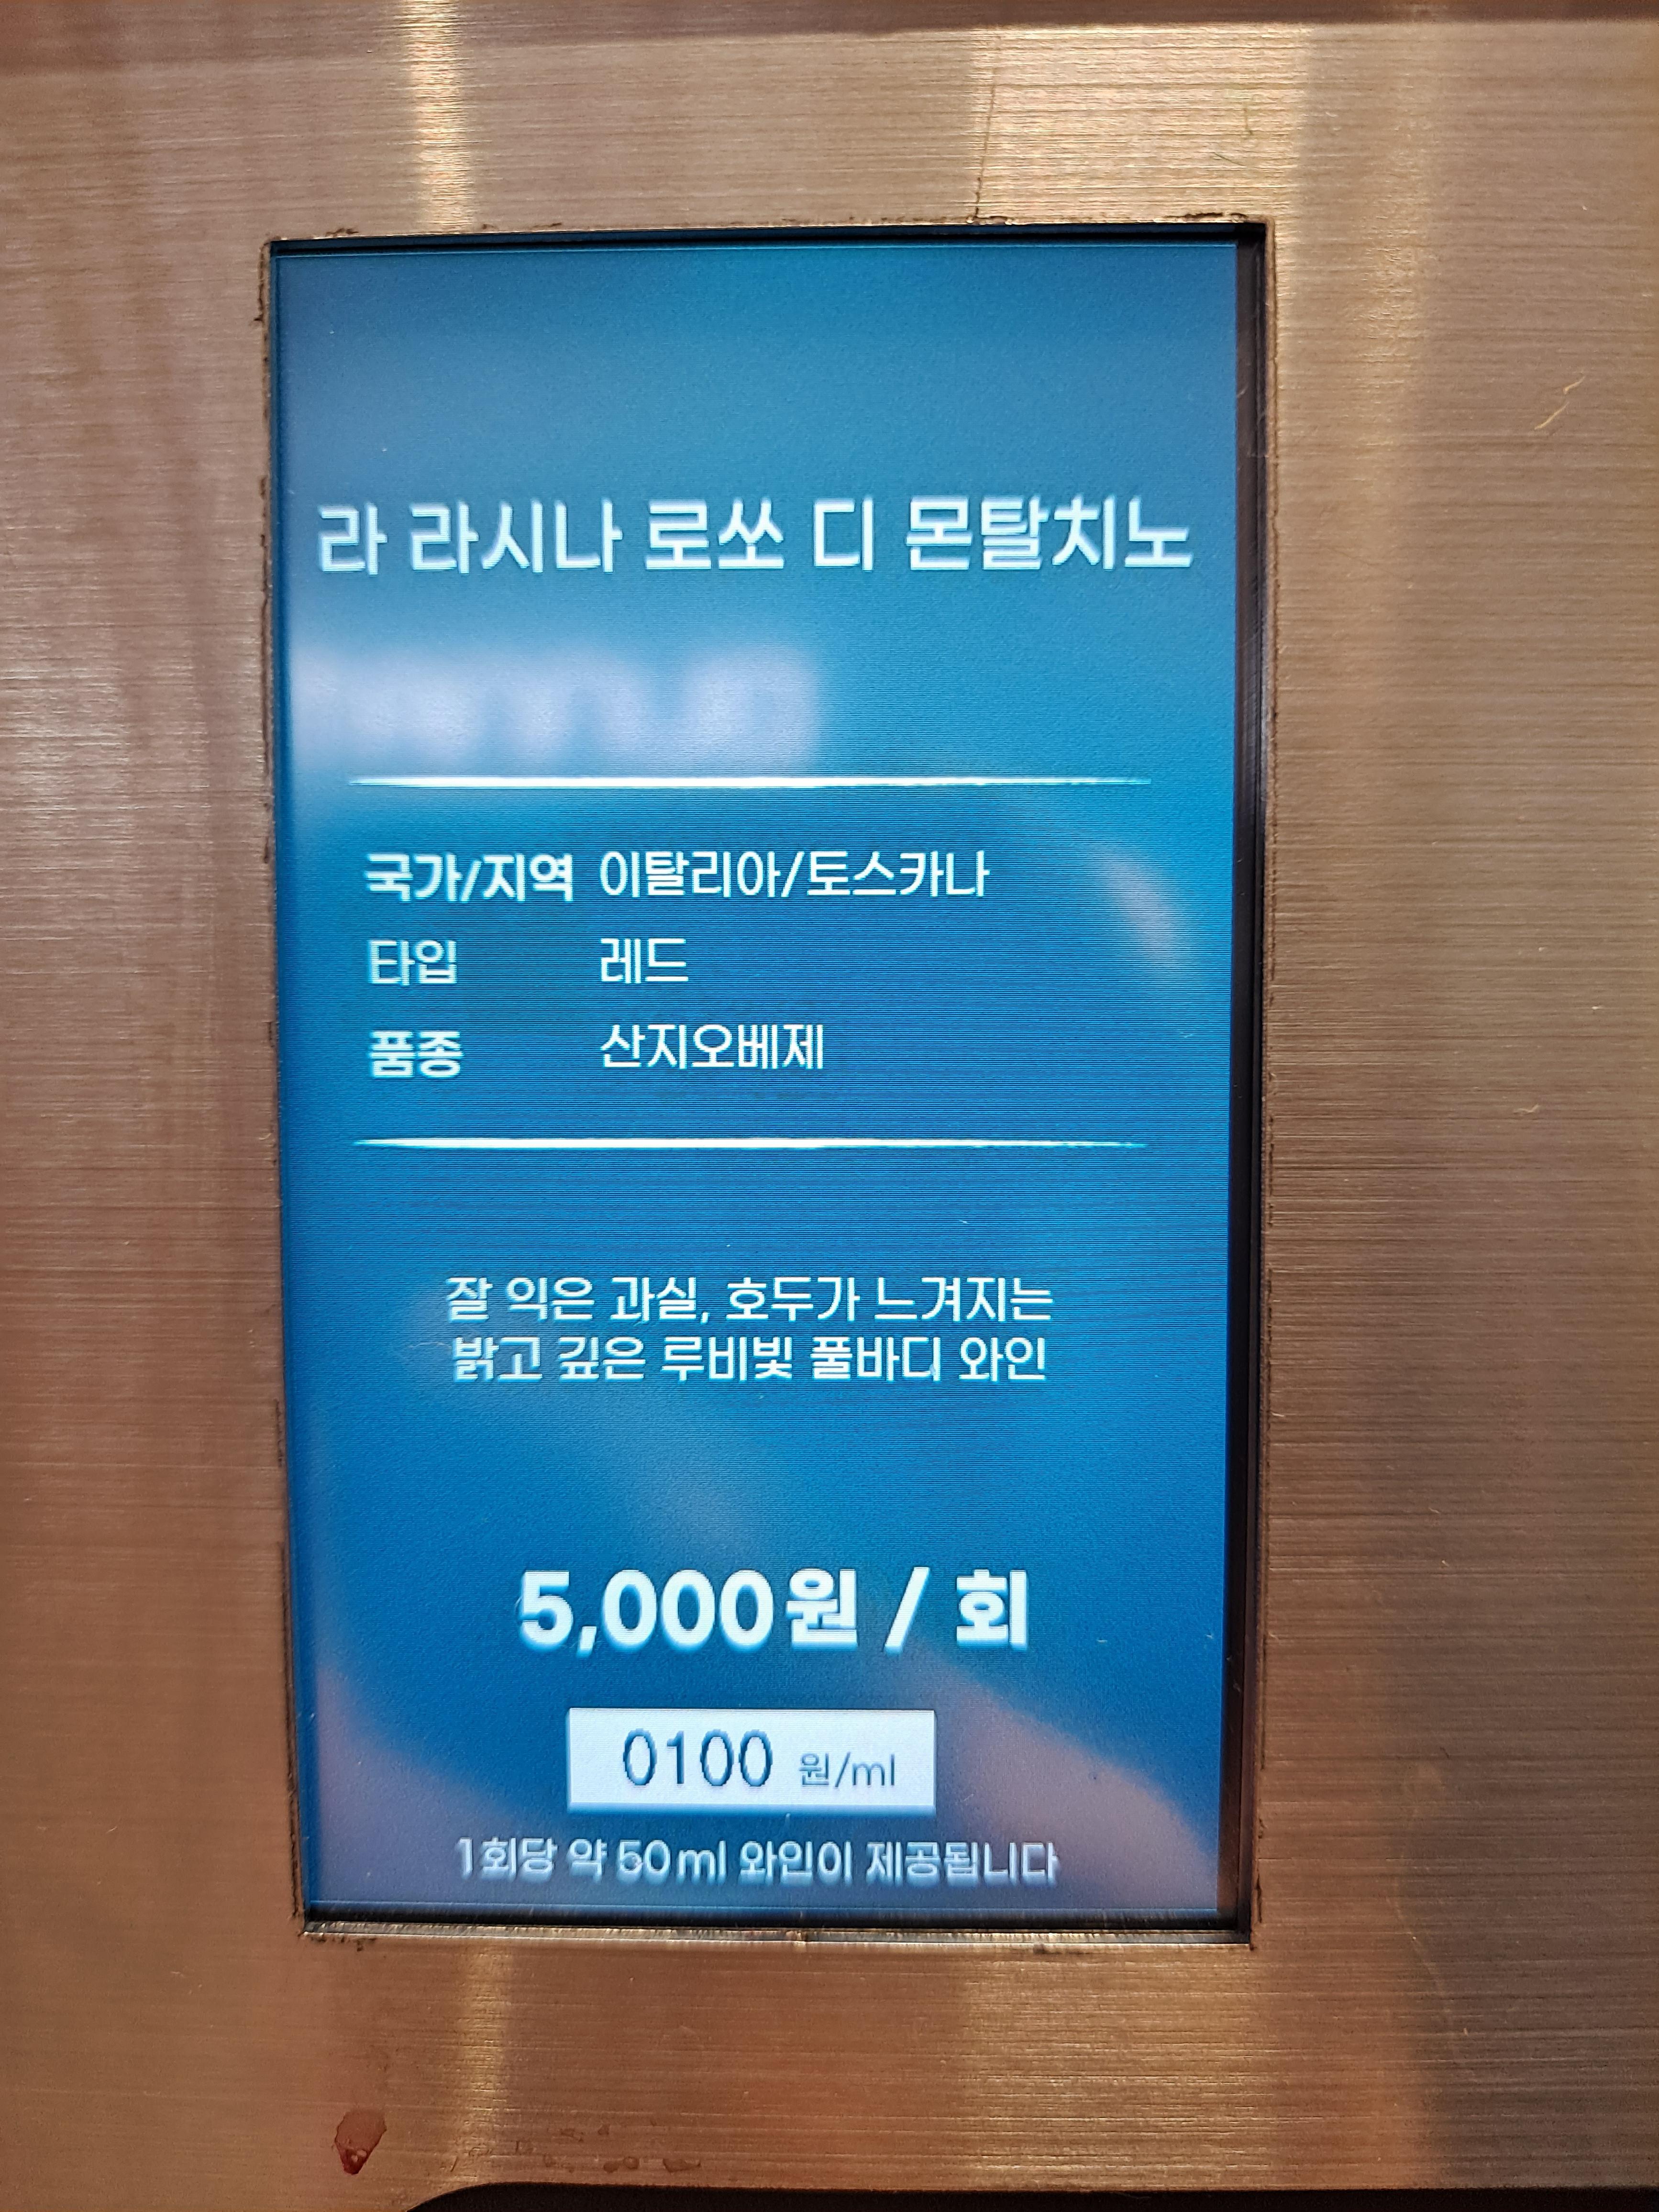 라 라시나 로쏘 디 몬탈치노
국가/지역 이탈리아/토스카나
타입 레드
품종 산지오베제
잘 익은 과실, 호두가 느겨지는
밝고 깊은 루비빛 풀바디 와인
5,000원 / 회
0100 원/ml
1회당 약 50ml 와인이 제공됩니다